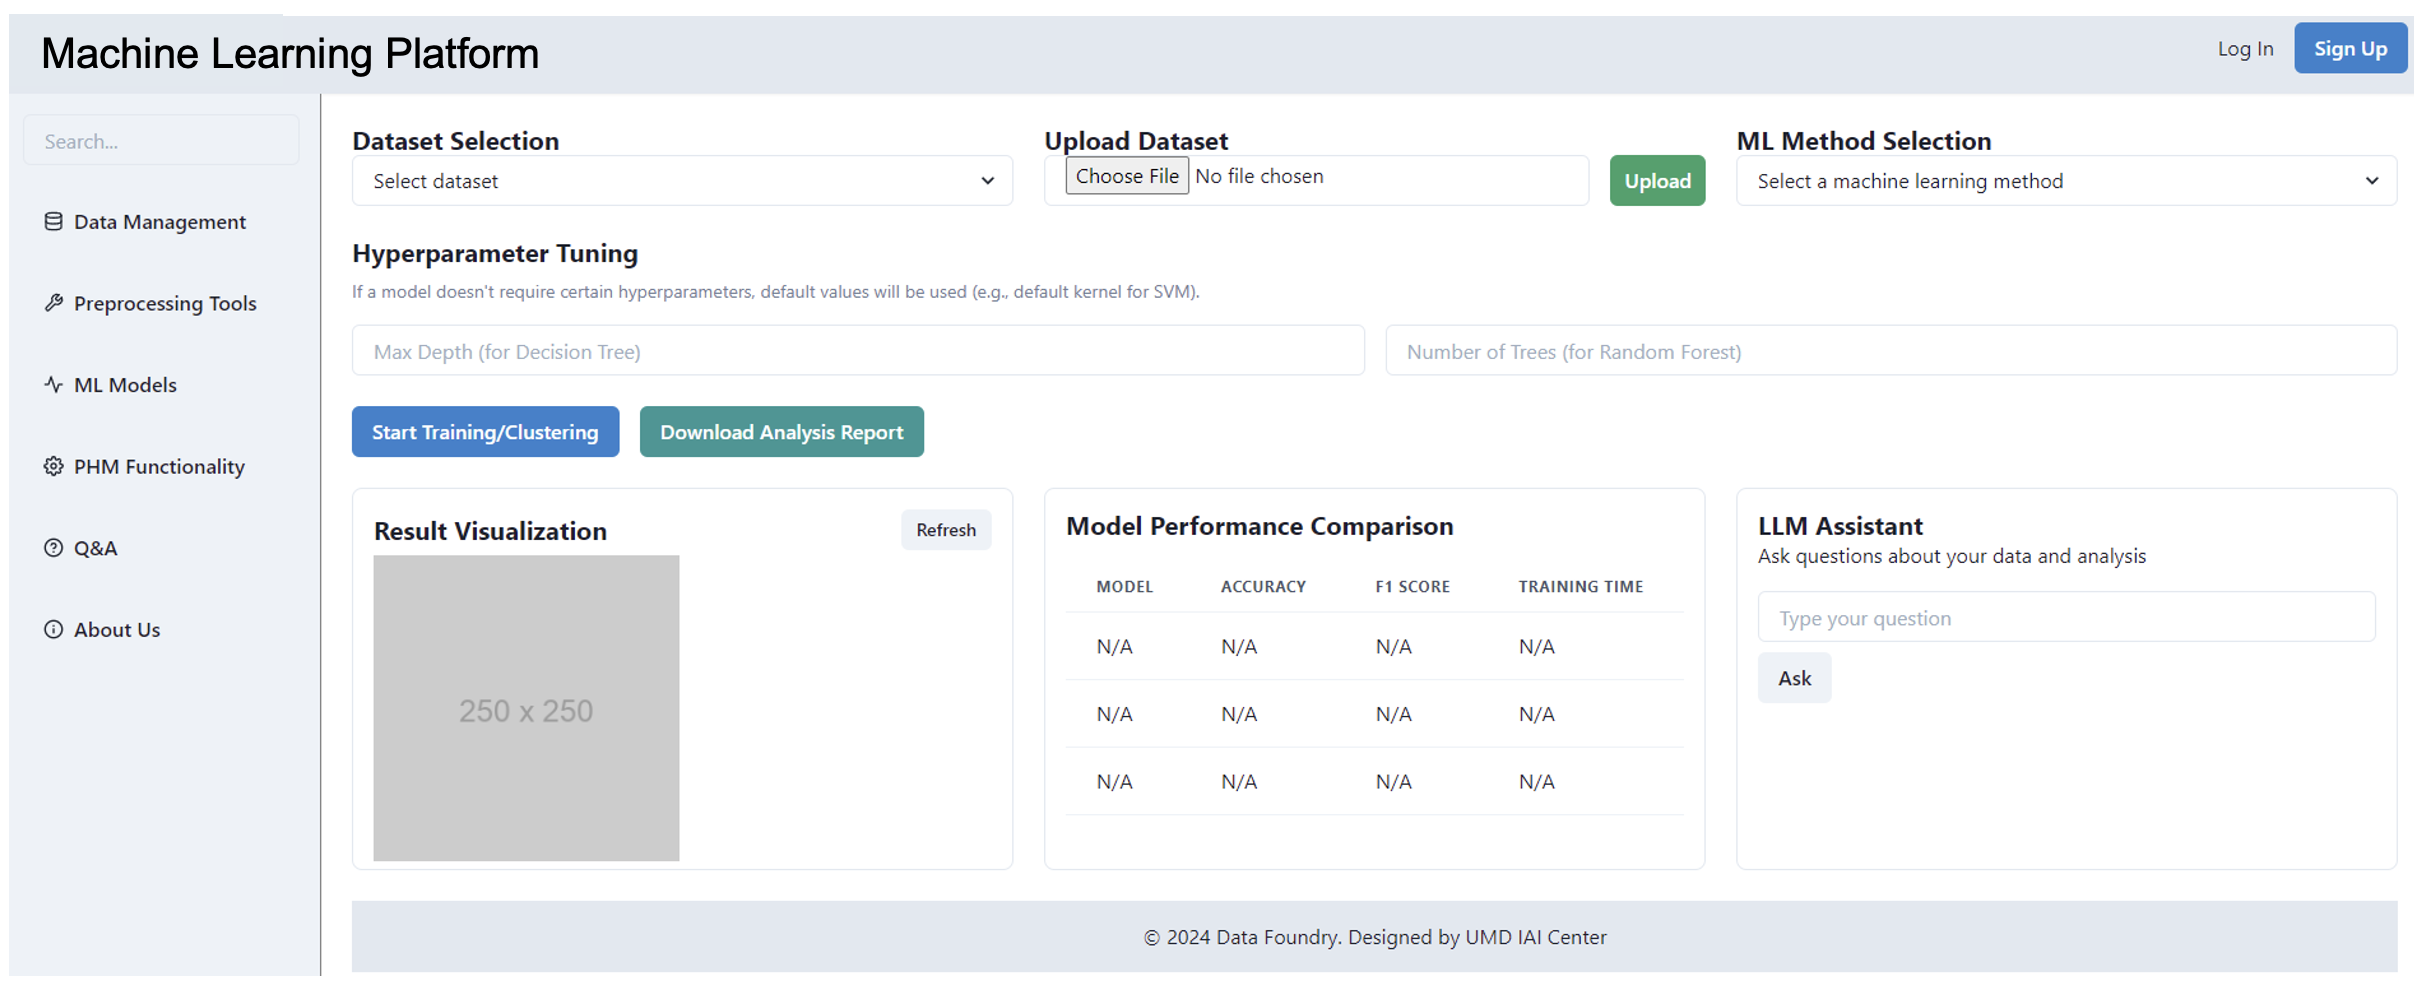 Machine Learning Platform
Log In
Sign Up
Search...
Data Management
Preprocessing Tools
ML Models
PHM Functionality
Q&A
About Us
Dataset Selection
Select dataset
Upload Dataset
Choose File No file chosen
Upload
ML Method Selection
Select a machine learning method
Hyperparameter Tuning
If a model doesn't require certain hyperparameters, default values will be used (e.g., default kernel for SVM).
Max Depth (for Decision Tree)
Number of Trees (for Random Forest)
Start Training/Clustering
Download Analysis Report
Result Visualization
Refresh
250 x 250
Model Performance Comparison
MODEL ACCURACY F1 SCORE TRAINING TIME
N/A N/A N/A N/A
N/A N/A N/A N/A
N/A N/A N/A N/A
LLM Assistant
Ask questions about your data and analysis
Type your question
Ask
© 2024 Data Foundry. Designed by UMD IAI Center